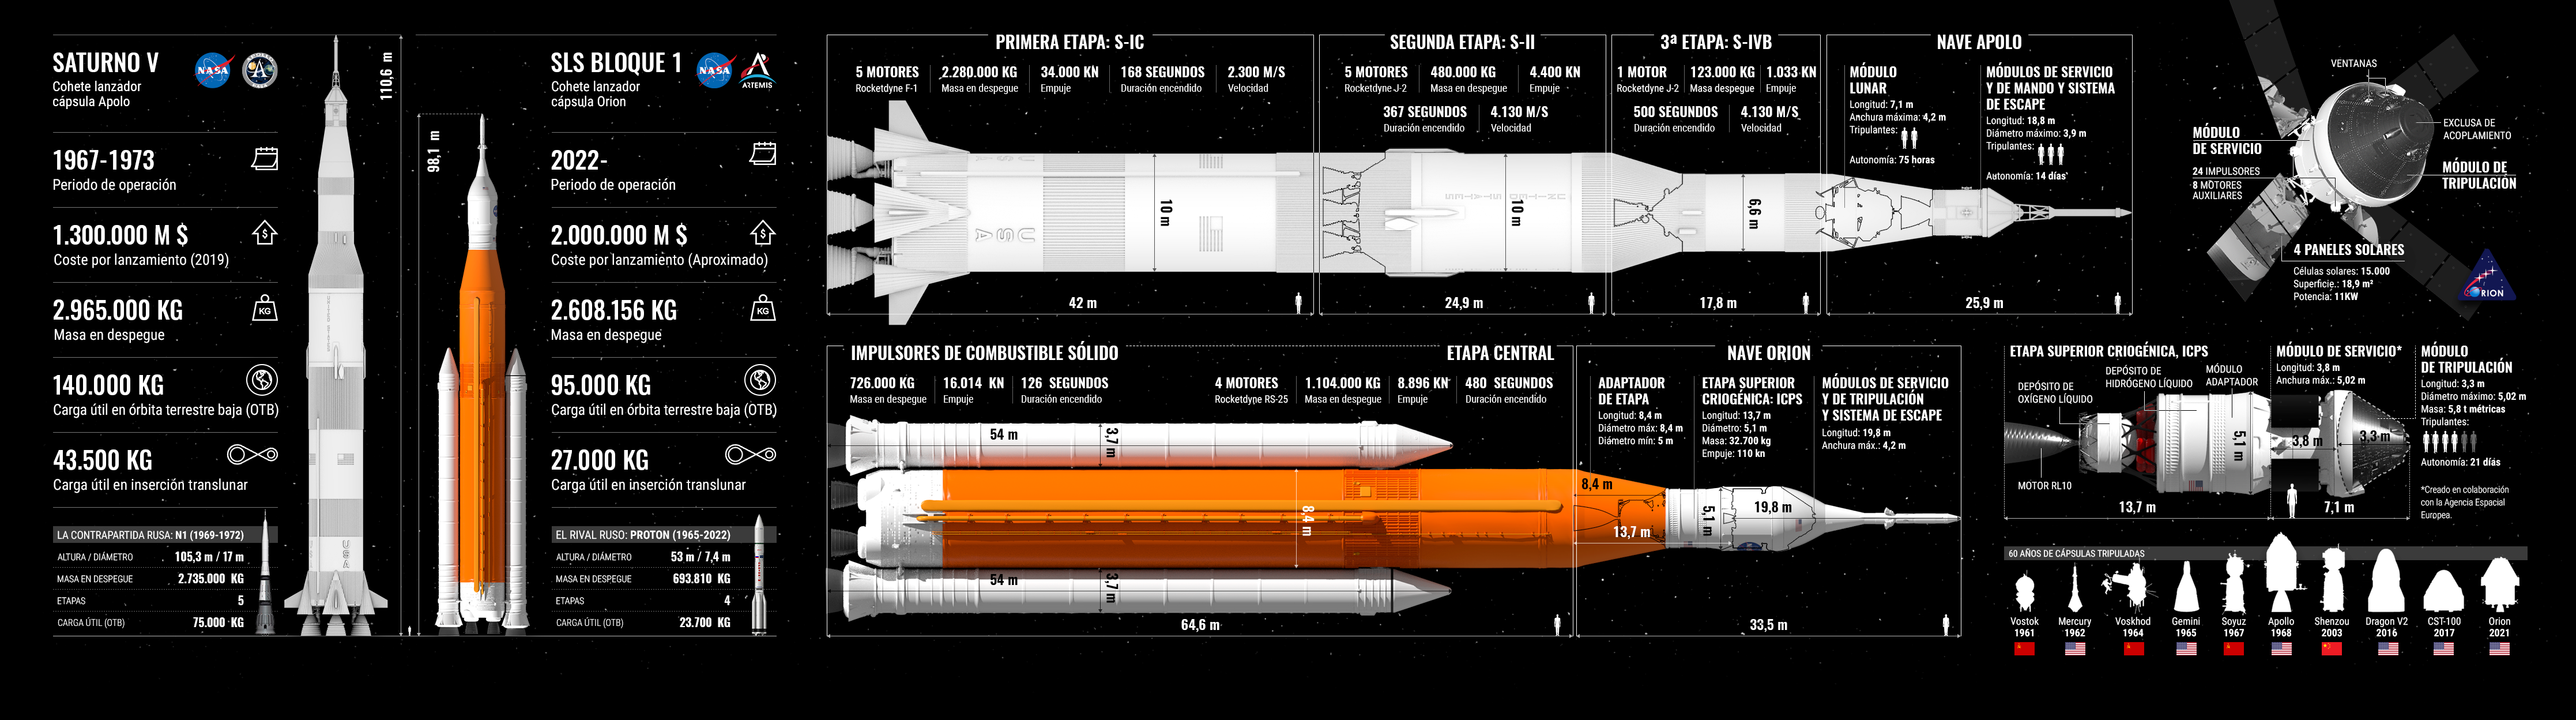 SATURNO V
Cohete lanzador
cápsula Apolo
NASA
1967-1973
Periodo de operación
1.300.000 M $
Coste por lanzamiento (2019)
2.965.000 KG
KG
Masa en despegue
140.000 KG
Carga útil en órbita terrestre baja (OTB)
43.500 KG
Carga útil en inserción translunar
LA CONTRAPARTIDA RUSA: N1 (1969-1972)
ALTURA / DIÁMETRO 105,3 m / 17 m
MASA EN DESPEGUE 2.735.000 KG
ETAPAS 5
CARGA ÚTIL (OTB) 75.000 KG
110,6 m
98,1 m
SLS BLOQUE 1
Cohete lanzador
cápsula Orion
NASA
ARTEMIS
2022-
Periodo de operación
2.000.000 M $
Coste por lanzamiento (Aproximado)
2.608.156 KG
KG
Masa en despegue
95.000 KG
Carga útil en órbita terrestre baja (OTB)
27.000 KG
Carga útil en inserción translunar
EL RIVAL RUSO: PROTON (1965-2022)
ALTURA / DIÁMETRO 53 m / 7,4 m
MASA EN DESPEGUE 693.810 KG
ETAPAS 4
CARGA ÚTIL (OTB) 23.700 KG
PRIMERA ETAPA: S-IC
5 MOTORES
Rocketdyne F-1
2.280.000 KG
Masa en despegue
34.000 KN
Empuje
168 SEGUNDOS
Duración encendido
2.300 M/S
Velocidad
USA
10 m
42 m
SEGUNDA ETAPA: S-II
5 MOTORES
Rocketdyne J-2
480.000 KG
Masa en despegue
4.400 KN
Empuje
367 SEGUNDOS
Duración encendido
4.130 M/S
Velocidad
10 m
24,9 m
3ª ETAPA: S-IVB
1 MOTOR
Rocketdyne J-2
123.000 KG
Masa despegue
1.033 KN
Empuje
500 SEGUNDOS
Duración encendido
4.130 M/S
Velocidad
6,6 m
17,8 m
NAVE APOLO
MÓDULO
LUNAR
Longitud: 7,1 m
Anchura máxima: 4,2 m
Tripulantes:
Autonomía: 75 horas
MÓDULOS DE SERVICIO
Y DE MANDO Y SISTEMA
DE ESCAPE
Longitud: 18,8 m
Diámetro máximo: 3,9 m
Tripulantes:
Autonomía: 14 días*
25,9 m
IMPULSORES DE COMBUSTIBLE SÓLIDO
726.000 KG
Masa en despegue
16.014 KN
Empuje
126 SEGUNDOS
Duración encendido
ETAPA CENTRAL
4 MOTORES
Rocketdyne RS-25
1.104.000 KG
Masa en despegue
8.896 KN
Empuje
480 SEGUNDOS
Duración encendido
54 m
3,7 m
8,4 m
54 m
3,7 m
64,6 m
NAVE ORION
ADAPTADOR
DE ETAPA
Longitud: 8,4 m
Diámetro máx: 8,4 m
Diámetro mín: 5 m
ETAPA SUPERIOR
CRIOGÉNICA: ICPS
Longitud: 13,7 m
Diámetro: 5,1 m
Masa: 32.700 kg
Empuje: 110 kn
MÓDULOS DE SERVICIO
Y DE TRIPULACIÓN
Y SISTEMA DE ESCAPE
Longitud: 19,8 m
Anchura máx.: 4,2 m
8,4 m
13,7 m
5,1 m
19,8 m
33,5 m
VENTANAS
EXCLUSA DE
ACOPLAMIENTO
MÓDULO
DE SERVICIO
24 IMPULSORES
8 MOTORES
AUXILIARES
MÓDULO DE
TRIPULACIÓN
4 PANELES SOLARES
Células solares: 15.000
Superficie.: 18,9 m²
Potencia: 11KW
ORION
ETAPA SUPERIOR CRIOGÉNICA, ICPS
DEPÓSITO DE
OXÍGENO LÍQUIDO
DEPÓSITO DE
HIDRÓGENO LÍQUIDO
MÓDULO
ADAPTADOR
MOTOR RL10
5,1 m
13,7 m
MÓDULO DE SERVICIO*
Longitud: 3,8 m
Anchura máx.: 5,02 m
3,8 m
3,3 m
7,1 m
MÓDULO
DE TRIPULACIÓN
Longitud: 3,3 m
Diámetro máximo: 5,02 m
Masa: 5,8 t métricas
Tripulantes:
Autonomía: 21 días
*Creado en colaboración
con la Agencia Espacial
Europea.
60 AÑOS DE CÁPSULAS TRIPULADAS
Vostok
1961
Mercury
1962
Voskhod
1964
Gemini
1965
Soyuz
1967
Apollo
1968
Shenzou
2003
Dragon V2
2016
CST-100
2017
Orion
2021